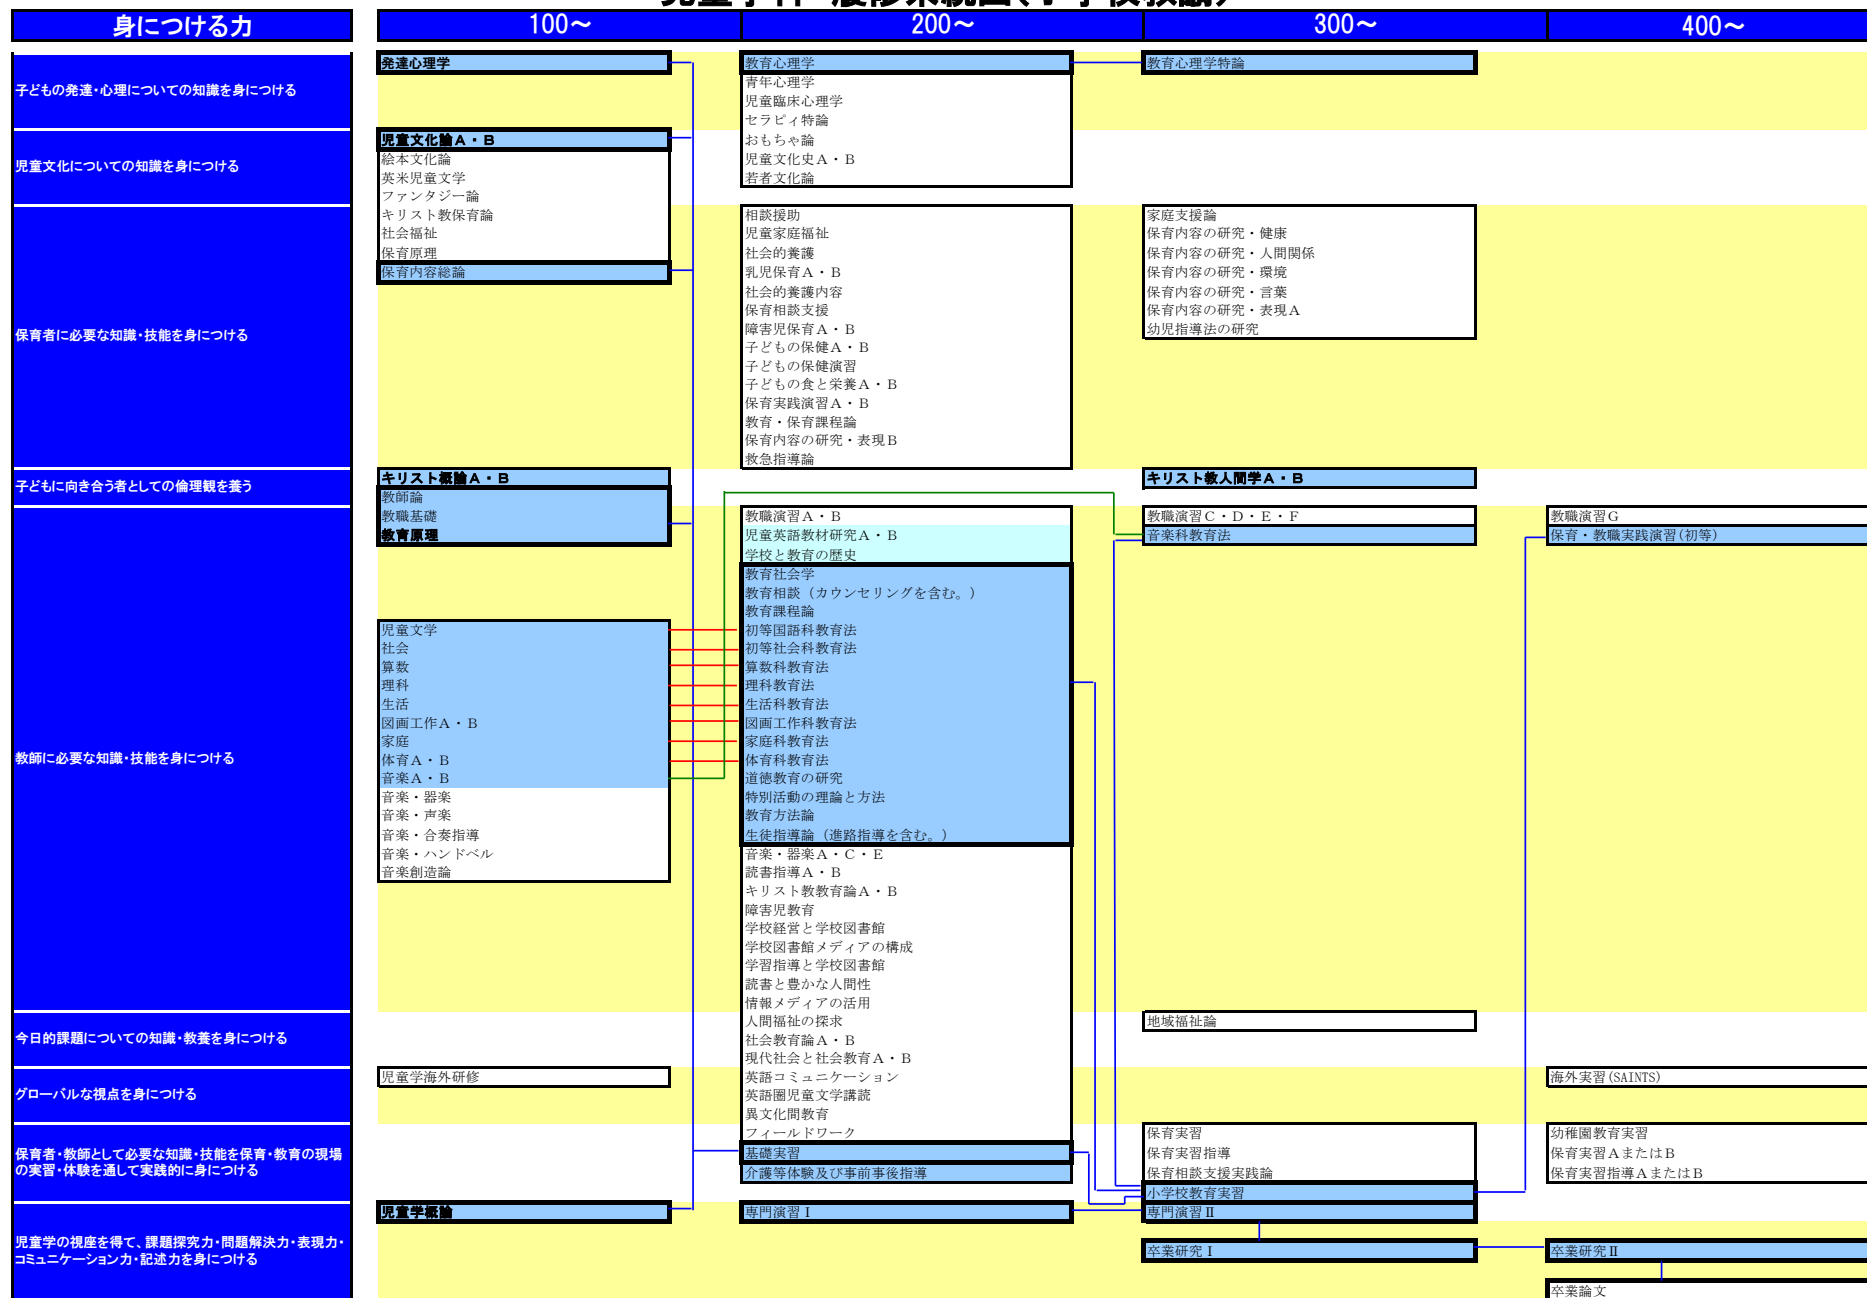 身につける力
100～
200～
300～
400～
子どもの発達・心理についての知識を身につける
発達心理学
教育心理学
青年心理学
児童臨床心理学
セラピィ特論
おもちゃ論
児童文化史A・B
若者文化論
教育心理学特論
児童文化についての知識を身につける
児童文化論A・B
絵本文化論
英米児童文学
ファンタジー論
キリスト教保育論
社会福祉
保育原理
保育内容総論
保育者に必要な知識・技能を身につける
相談援助
児童家庭福祉
社会的養護
乳児保育A・B
社会的養護内容
保育相談支援
障害児保育A・B
子どもの保健A・B
子どもの保健演習
子どもの食と栄養A・B
保育実践演習A・B
教育・保育課程論
保育内容の研究・表現B
救急指導論
家庭支援論
保育内容の研究・健康
保育内容の研究・人間関係
保育内容の研究・環境
保育内容の研究・言葉
保育内容の研究・表現A
幼児指導法の研究
子どもに向き合う者としての倫理観を養う
キリスト概論A・B
教師論
教職基礎
教育原理
キリスト教人間学A・B
教師に必要な知識・技能を身につける
児童文学
社会
算数
理科
生活
図画工作A・B
家庭
体育A・B
音楽A・B
音楽・器楽
音楽・声楽
音楽・合奏指導
音楽・ハンドベル
音楽創造論
教職演習A・B
児童英語教材研究A・B
学校と教育の歴史
教育社会学
教育相談（カウンセリングを含む。）
教育課程論
初等国語科教育法
初等社会科教育法
算数科教育法
理科教育法
生活科教育法
図画工作科教育法
家庭科教育法
体育科教育法
道徳教育の研究
特別活動の理論と方法
教育方法論
生徒指導論（進路指導を含む。）
音楽・器楽A・C・E
読書指導A・B
キリスト教教育論A・B
障害児教育
学校経営と学校図書館
学校図書館メディアの構成
学習指導と学校図書館
読書と豊かな人間性
情報メディアの活用
人間福祉の探求
社会教育論A・B
現代社会と社会教育A・B
英語コミュニケーション
英語圏児童文学講読
異文化間教育
フィールドワーク
教職演習C・D・E・F
音楽科教育法
教職演習G
保育・教職実践演習(初等)
今日的課題についての知識・教養を身につける
地域福祉論
グローバルな視点を身につける
児童学海外研修
海外実習(SAINTS)
保育者・教師として必要な知識・技能を保育・教育の現場
の実習・体験を通して実践的に身につける
基礎実習
介護等体験及び事前事後指導
保育実習
保育実習指導
保育相談支援実践論
小学校教育実習
幼稚園教育実習
保育実習AまたはB
保育実習指導AまたはB
児童学の視座を得て、課題探究力・問題解決力・表現力・
コミュニケーション力・記述力を身につける
児童学概論
専門演習Ⅰ
専門演習Ⅱ
卒業研究Ⅰ
卒業研究Ⅱ
卒業論文